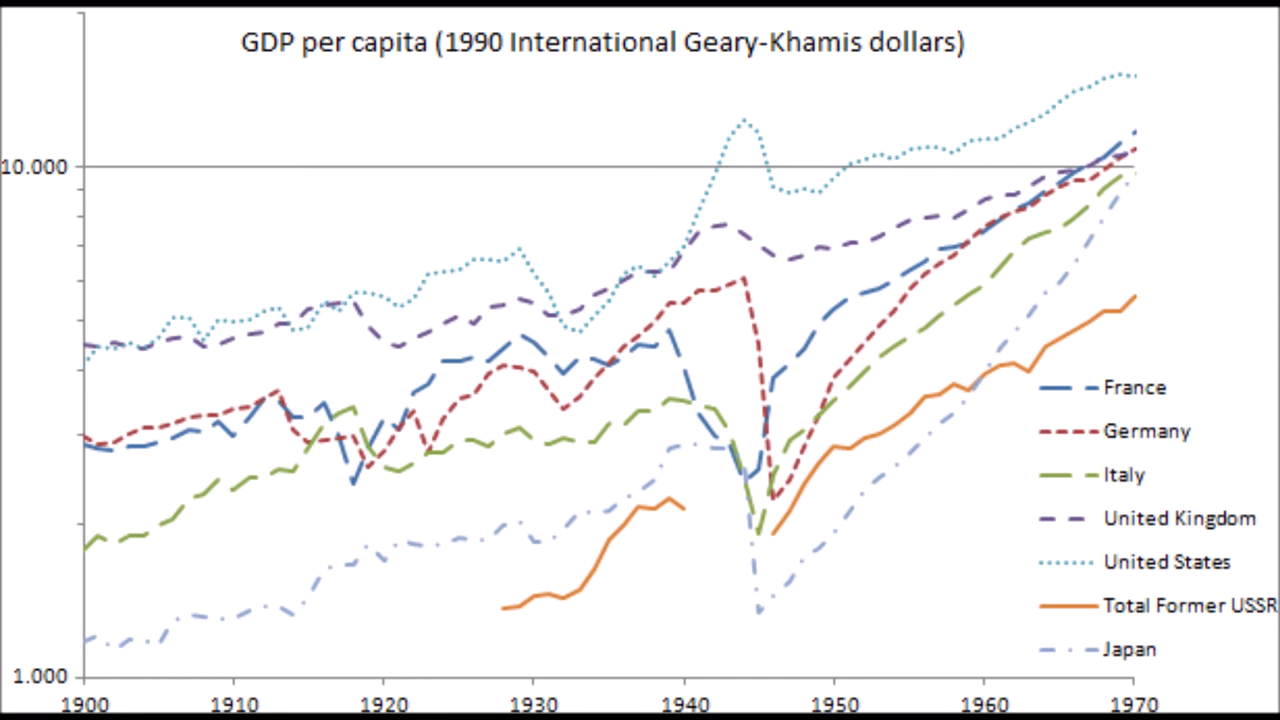 GDP per capita (1990 International Geary-Khamis dollars)
10.000
1.000
France
Germany
Italy
United Kingdom
United States
Total Former USSR
Japan
1900 1910 1920 1930 1940 1950 1960 1970